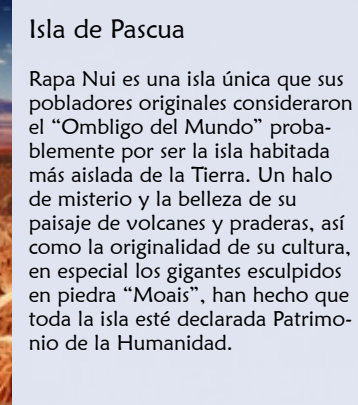 Isla de Pascua
Rapa Nui es una isla única que sus
pobladores originales consideraron
el “Ombligo del Mundo” proba-
blemente por ser la isla habitada
más aislada de la Tierra. Un halo
de misterio y la belleza de su
paisaje de volcanes y praderas, así
como la originalidad de su cultura,
en especial los gigantes esculpidos
en piedra “Moais”, han hecho que
toda la isla esté declarada Patrimo-
nio de la Humanidad.